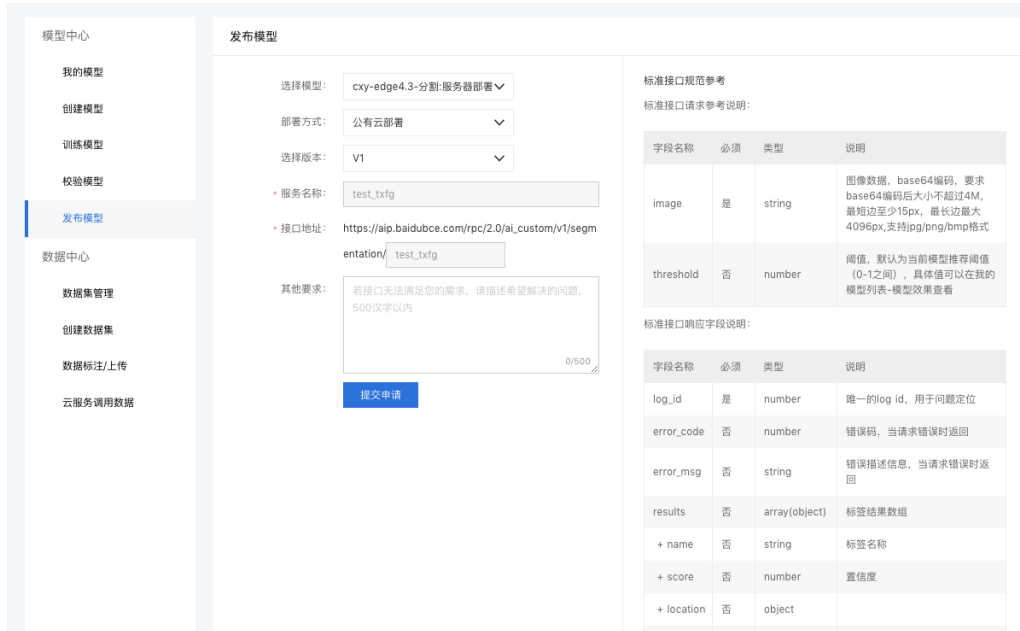 模型中心
我的模型
创建模型
训练模型
校验模型
发布模型
数据中心
数据集管理
创建数据集
数据标注/上传
云服务调用数据
发布模型
选择模型：
cxy-edge4.3-分割:服务器部署
部署方式：
公有云部署
选择版本：
V1
* 服务名称：
test_txfg
* 接口地址：
https://aip.baidubce.com/rpc/2.0/ai_custom/v1/segm
entation/
test_txfg
其他要求：
若接口无法满足您的需求，请描述希望解决的问题，
500汉字以内
0/500
提交申请
标准接口规范参考
标准接口请求参考说明：
字段名称 必须 类型 说明
image 是 string 图像数据，base64编码，要求
base64编码后大小不超过4M，
最短边至少15px，最长边最大
4096px,支持jpg/png/bmp格式
threshold 否 number 阈值，默认为当前模型推荐阈值
（0-1之间），具体值可以在我的
模型列表-模型效果查看
标准接口响应字段说明：
字段名称 必须 类型 说明
log_id 是 number 唯一的log id，用于问题定位
error_code 否 number 错误码，当请求错误时返回
error_msg 否 string 错误描述信息，当请求错误时返
回
results 否 array(object) 标签结果数组
+ name 否 string 标签名称
+ score 否 number 置信度
+ location 否 object